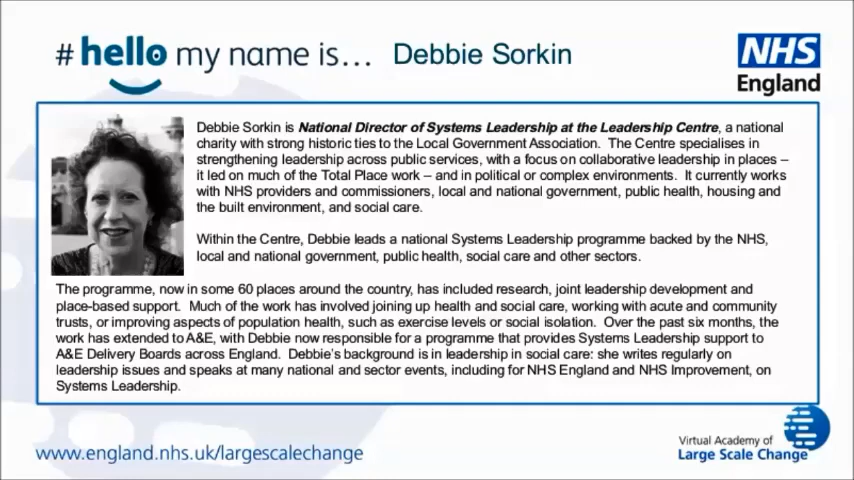 # hello my name is... Debbie Sorkin
NHS
England
Debbie Sorkin is National Director of Systems Leadership at the Leadership Centre, a national
charity with strong historic ties to the Local Government Association. The Centre specialises in
strengthening leadership across public services, with a focus on collaborative leadership in places –
it led on much of the Total Place work – and in political or complex environments. It currently works
with NHS providers and commissioners, local and national government, public health, housing and
the built environment, and social care.
Within the Centre, Debbie leads a national Systems Leadership programme backed by the NHS,
local and national government, public health, social care and other sectors.
The programme, now in some 60 places around the country, has included research, joint leadership development and
place-based support. Much of the work has involved joining up health and social care, working with acute and community
trusts, or improving aspects of population health, such as exercise levels or social isolation. Over the past six months, the
work has extended to A&E, with Debbie now responsible for a programme that provides Systems Leadership support to
A&E Delivery Boards across England. Debbie's background is in leadership in social care: she writes regularly on
leadership issues and speaks at many national and sector events, including for NHS England and NHS Improvement, on
Systems Leadership.
www.england.nhs.uk/largescalechange
Virtual Academy of
Large Scale Change